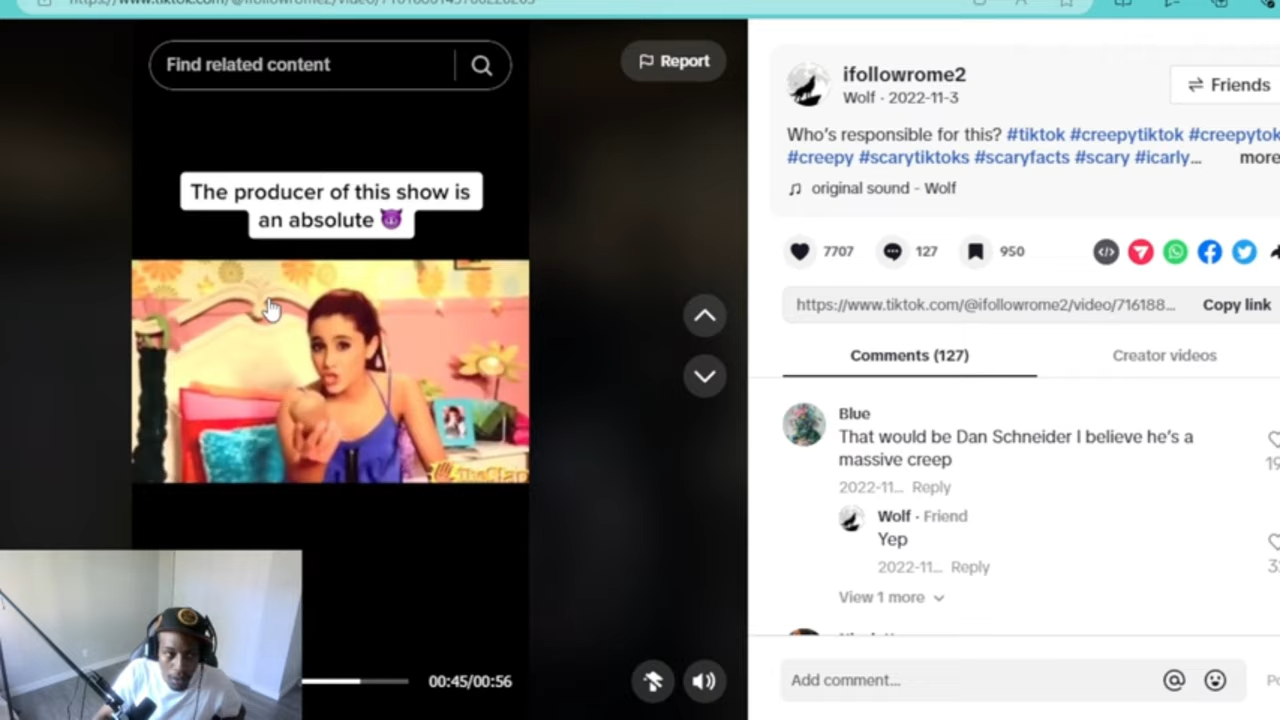 Find related content
Report
The producer of this show is
an absolute 😈
00:45/00:56
ifollowrome2
Wolf · 2022-11-3
Friends
Who's responsible for this? #tiktok #creepytiktok #creepytok
#creepy #scarytiktoks #scaryfacts #scary #icarly... more
original sound - Wolf
7707
127
950
https://www.tiktok.com/@ifollowrome2/video/716188...
Copy link
Comments (127)
Creator videos
Blue
That would be Dan Schneider I believe he's a
massive creep
2022-11... Reply
Wolf · Friend
Yep
2022-11... Reply
View 1 more
Add comment...